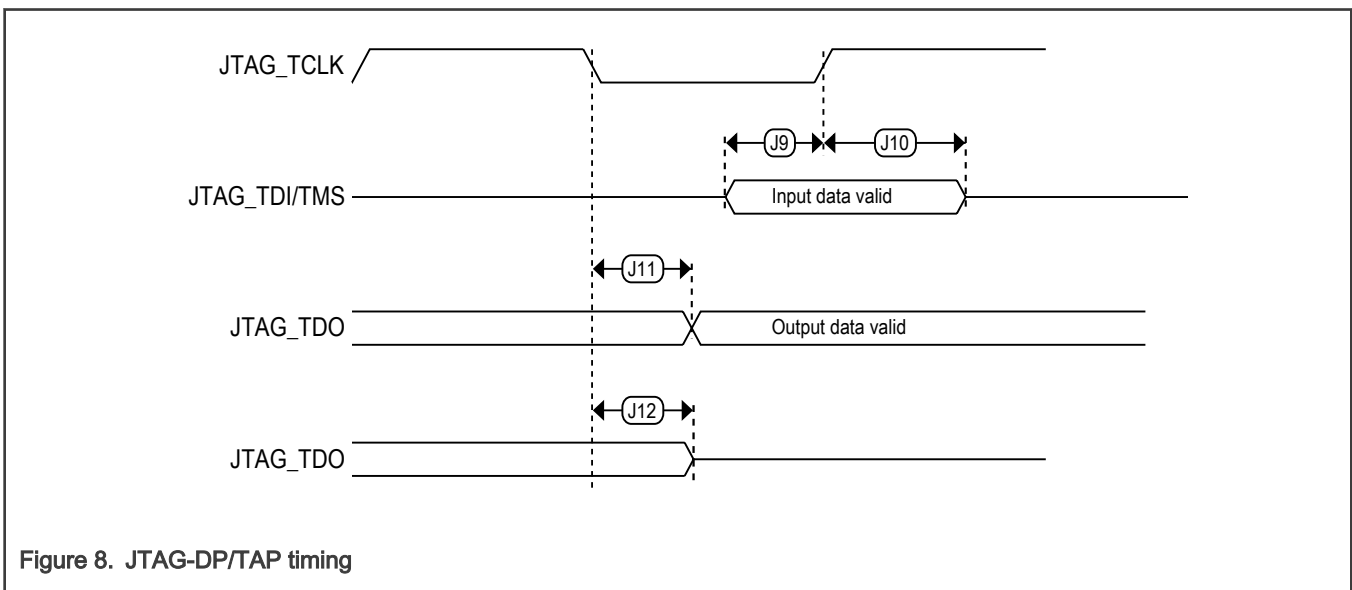 JTAG_TCLK
J9
J10
JTAG_TDI/TMS
Input data valid
J11
JTAG_TDO
Output data valid
J12
JTAG_TDO
Figure 8. JTAG-DP/TAP timing